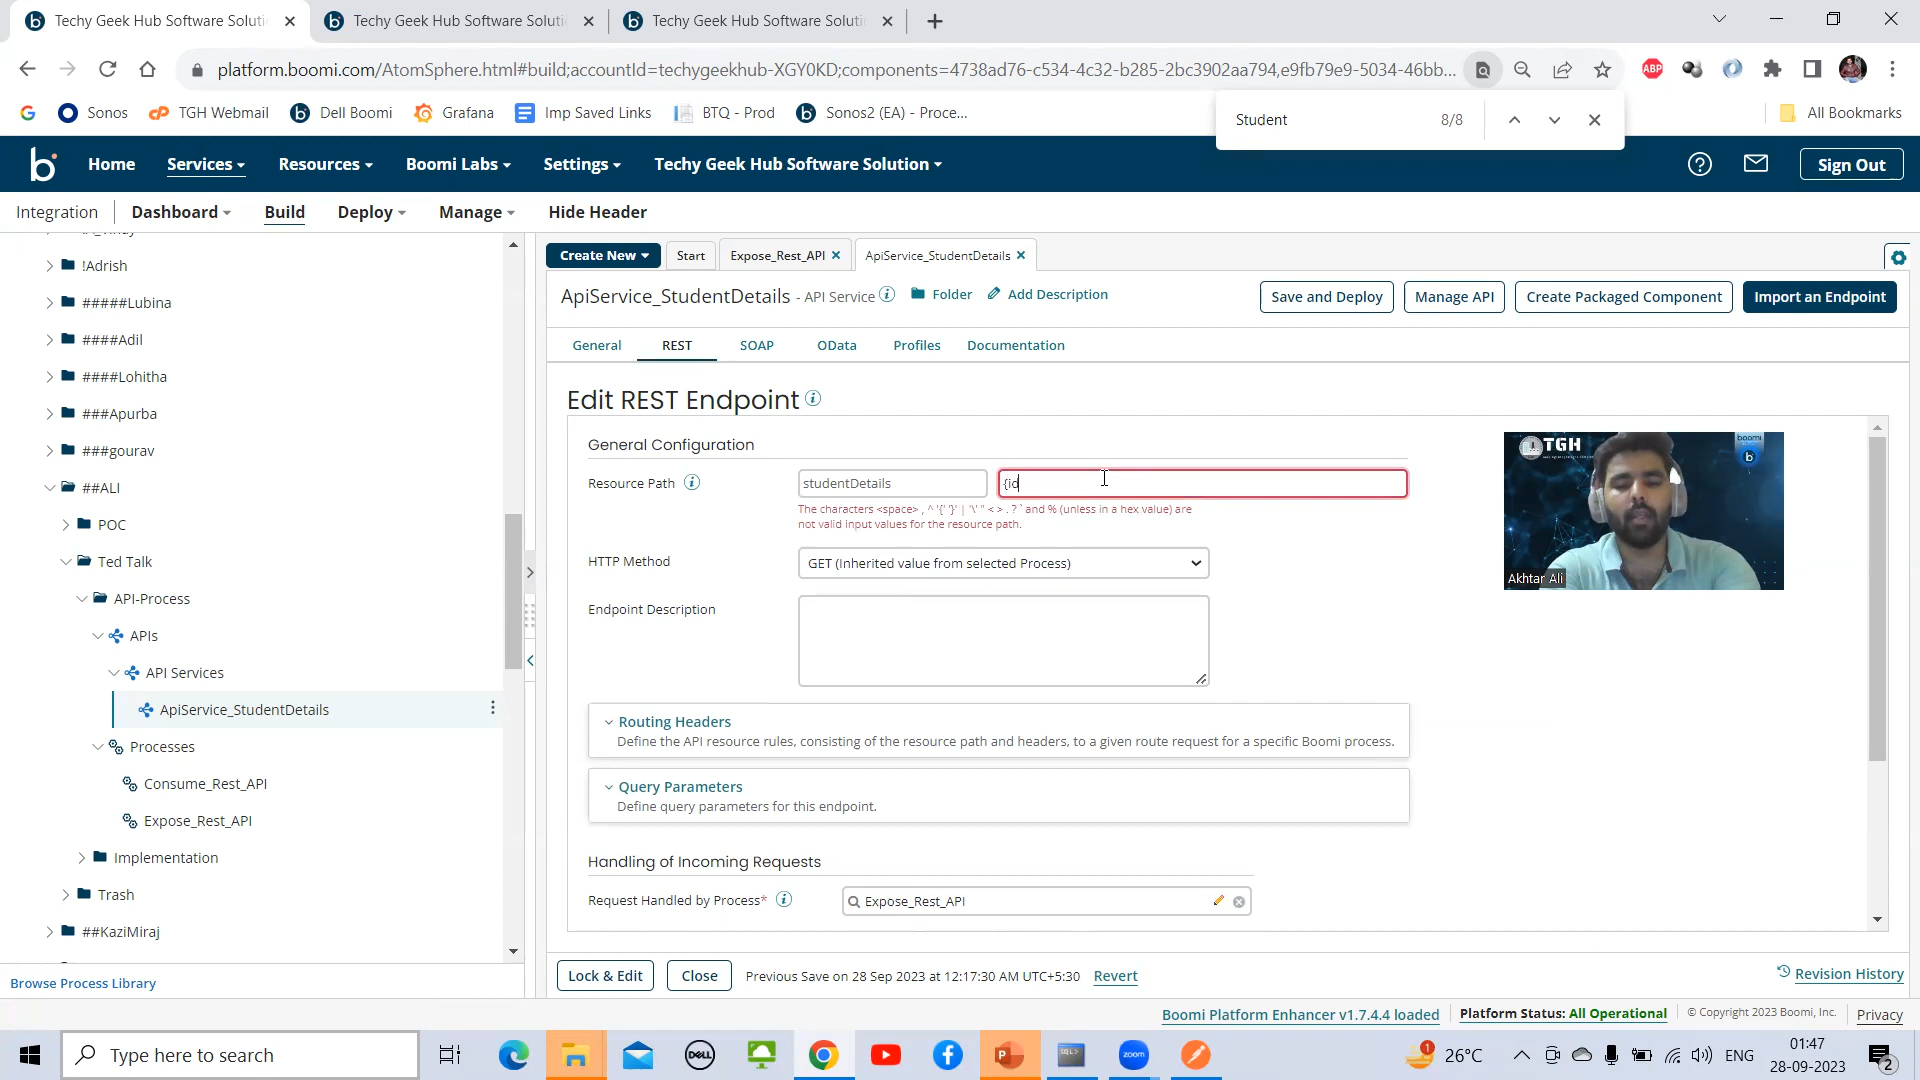 Techy Geek Hub Software Soluti
Techy Geek Hub Software Soluti
Techy Geek Hub Software Soluti
platform.boomi.com/AtomSphere.html#build;accountId=techygeekhub-XGY0KD;components=4738ad76-c534-4c32-b285-2bc3902aa794,e9fb79e9-5034-46bb...
ABP
Sonos
TGH Webmail
Dell Boomi
Grafana
Imp Saved Links
BTQ - Prod
Sonos2 (EA) - Proce...
All Bookmarks
Student
8/8
Home
Services
Resources
Boomi Labs
Settings
Techy Geek Hub Software Solution
Sign Out
Integration
Dashboard
Build
Deploy
Manage
Hide Header
!Adrish
#####Lubina
####Adil
####Lohitha
###Apurba
###gourav
##ALI
POC
Ted Talk
API-Process
APIs
API Services
ApiService_StudentDetails
Processes
Consume_Rest_API
Expose_Rest_API
Implementation
Trash
##KaziMiraj
Browse Process Library
Create New
Start
Expose_Rest_API
ApiService_StudentDetails
ApiService_StudentDetails - API Service
Folder
Add Description
Save and Deploy
Manage API
Create Packaged Component
Import an Endpoint
General
REST
SOAP
OData
Profiles
Documentation
Edit REST Endpoint
General Configuration
Resource Path
studentDetails
{id
The characters <space> , ^ '{' '}' | '\' " < > . ? ` and % (unless in a hex value) are
not valid input values for the resource path.
HTTP Method
GET (Inherited value from selected Process)
Endpoint Description
Routing Headers
Define the API resource rules, consisting of the resource path and headers, to a given route request for a specific Boomi process.
Query Parameters
Define query parameters for this endpoint.
Handling of Incoming Requests
Request Handled by Process*
Expose_Rest_API
TGH
boomi
Akhtar Ali
Lock & Edit
Close
Previous Save on 28 Sep 2023 at 12:17:30 AM UTC+5:30
Revert
Revision History
Boomi Platform Enhancer v1.7.4.4 loaded
Platform Status: All Operational
© Copyright 2023 Boomi, Inc.
Privacy
Type here to search
DELL
SQL>
zoom
1
26°C
ENG
01:47
28-09-2023
2